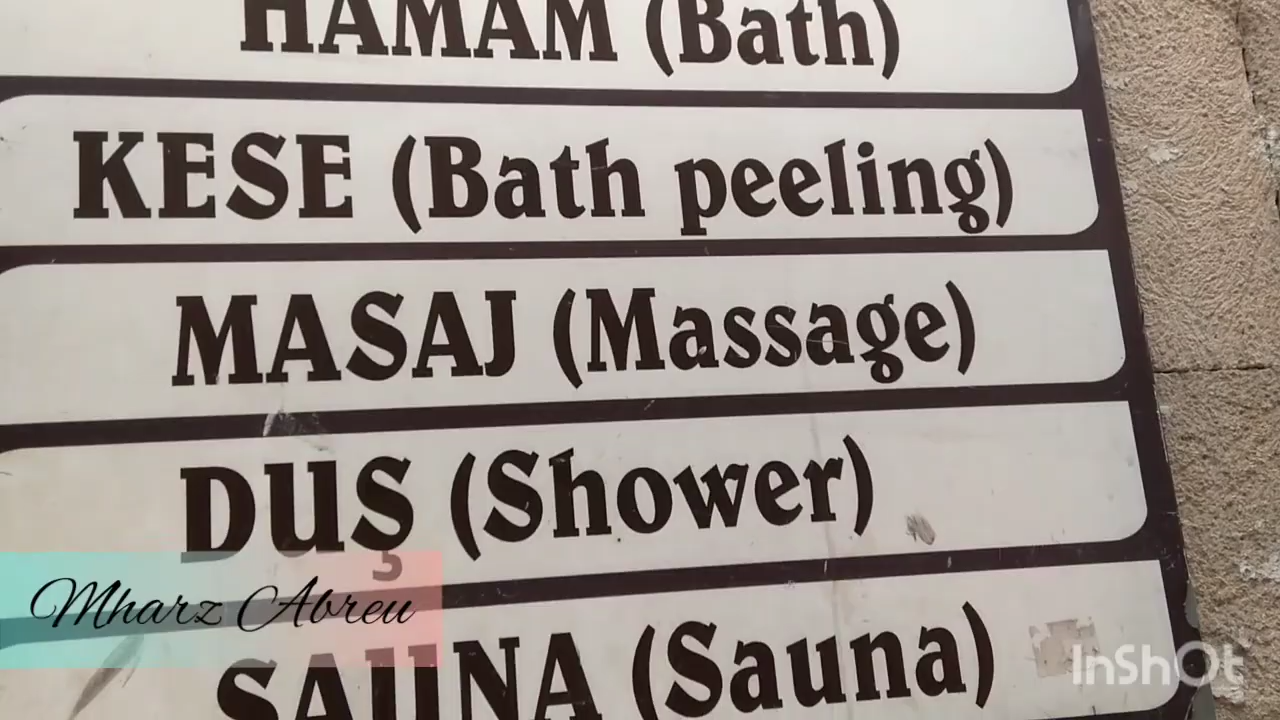 HAMAM (Bath)
KESE (Bath peeling)
MASAJ (Massage)
DUŞ (Shower)
Mharz Abreu
SAUNA (Sauna)
InShOt